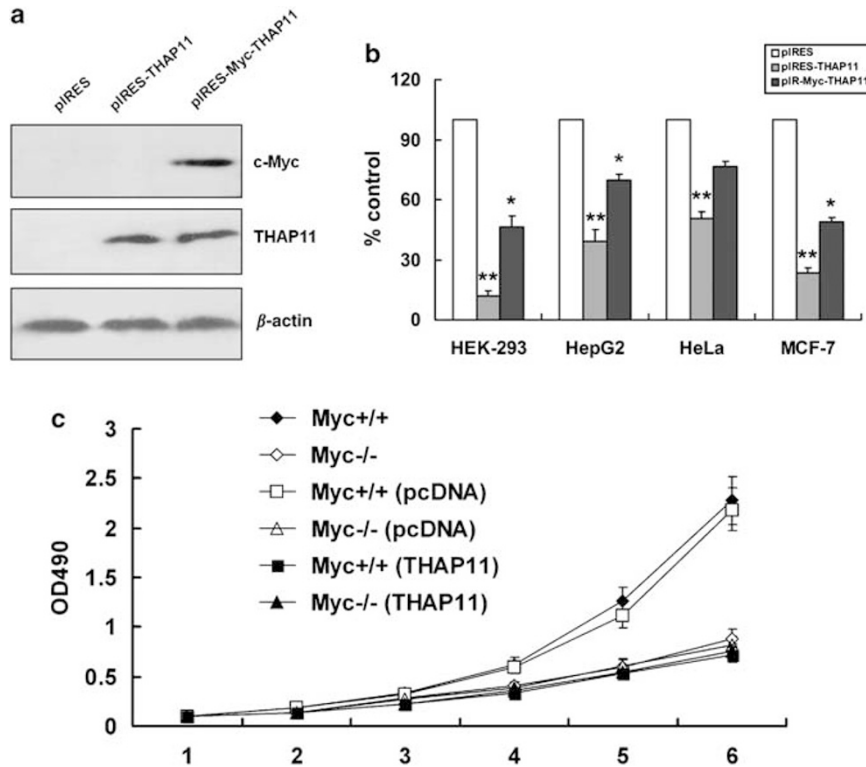 a
pIRES
pIRES-THAP11
pIRES-Myc-THAP11
c-Myc
THAP11
β-actin
b
pIRES
pIRES-THAP11
pIR-Myc-THAP11
120
90
60
30
0
% control
**
*
**
*
**
**
*
HEK-293
HepG2
HeLa
MCF-7
c
3
2.5
2
1.5
1
0.5
0
OD490
Myc+/+
Myc-/-
Myc+/+ (pcDNA)
Myc-/- (pcDNA)
Myc+/+ (THAP11)
Myc-/- (THAP11)
1
2
3
4
5
6